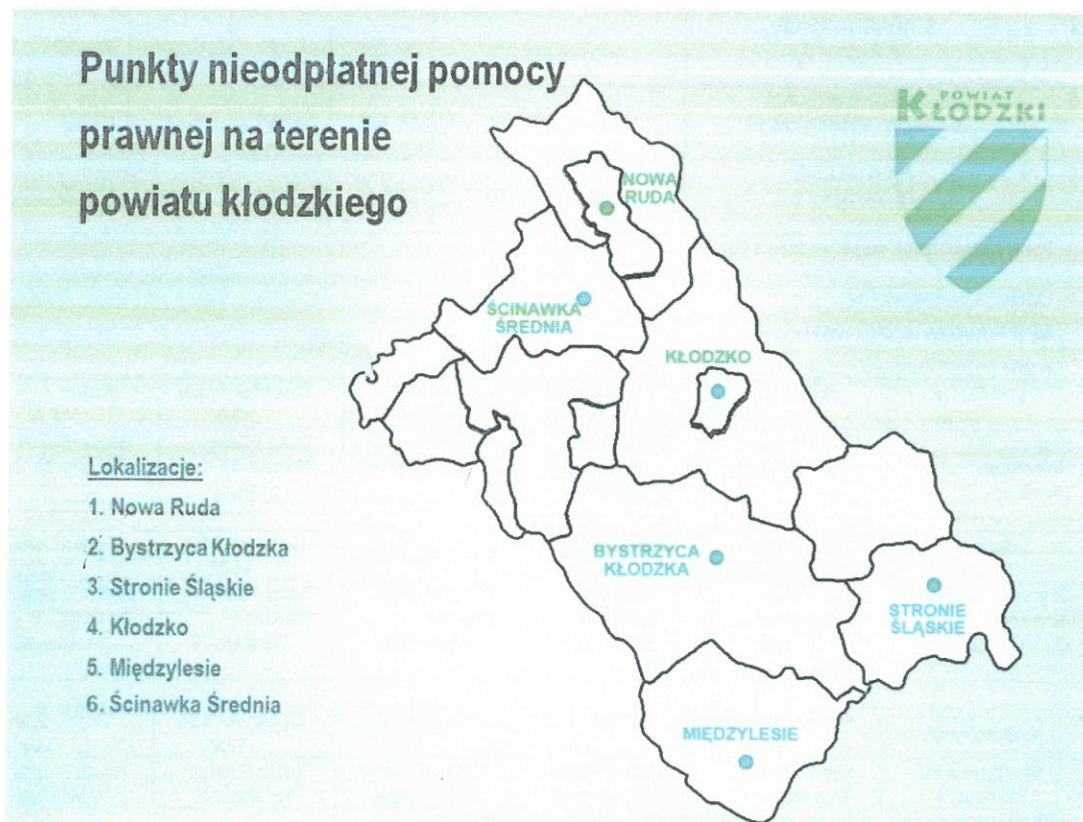 Punkty nieodpłatnej pomocy
prawnej na terenie
powiatu kłodzkiego
POWIAT
KŁODZKI
NOWA
RUDA
ŚCINAWKA
ŚREDNIA
KŁODZKO
Lokalizacje:
1. Nowa Ruda
2. Bystrzyca Kłodzka
3. Stronie Śląskie
4. Kłodzko
5. Międzylesie
6. Ścinawka Średnia
BYSTRZYCA
KŁODZKA
STRONIE
ŚLĄSKIE
MIĘDZYLESIE